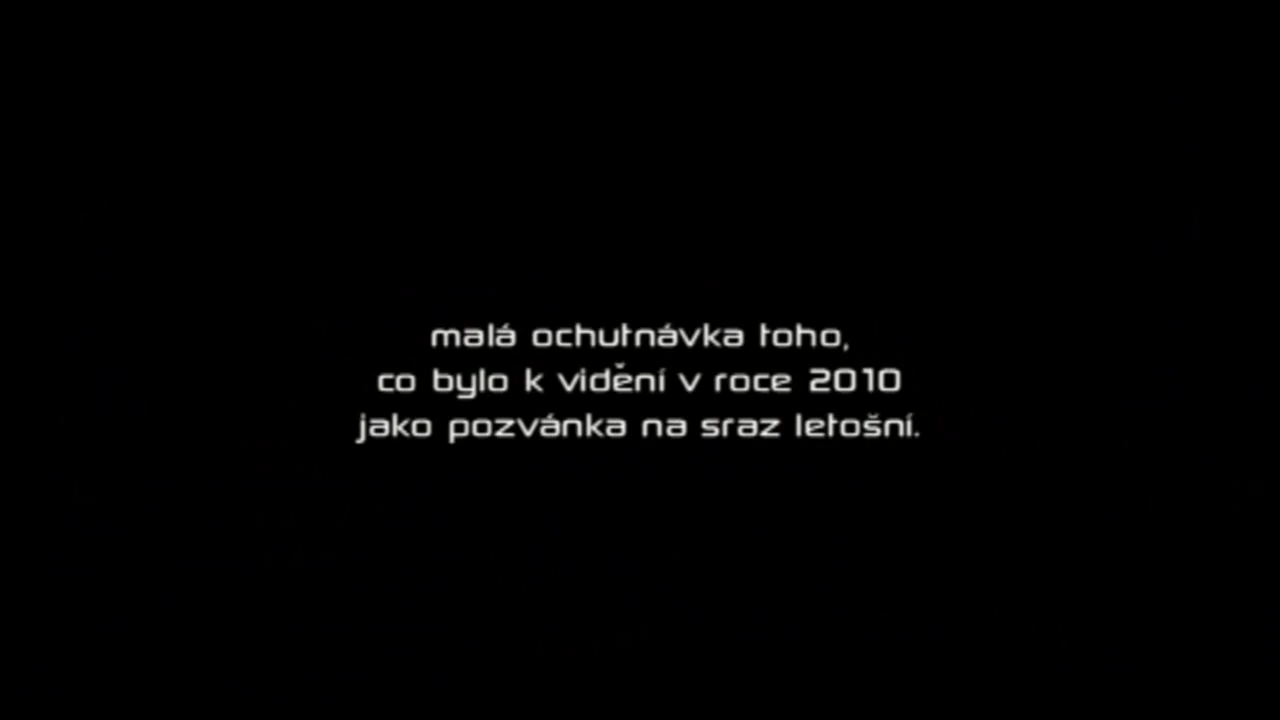 malá ochutnávka toho,
co bylo k vidění v roce 2010
jako pozvánka na sraz letošní.